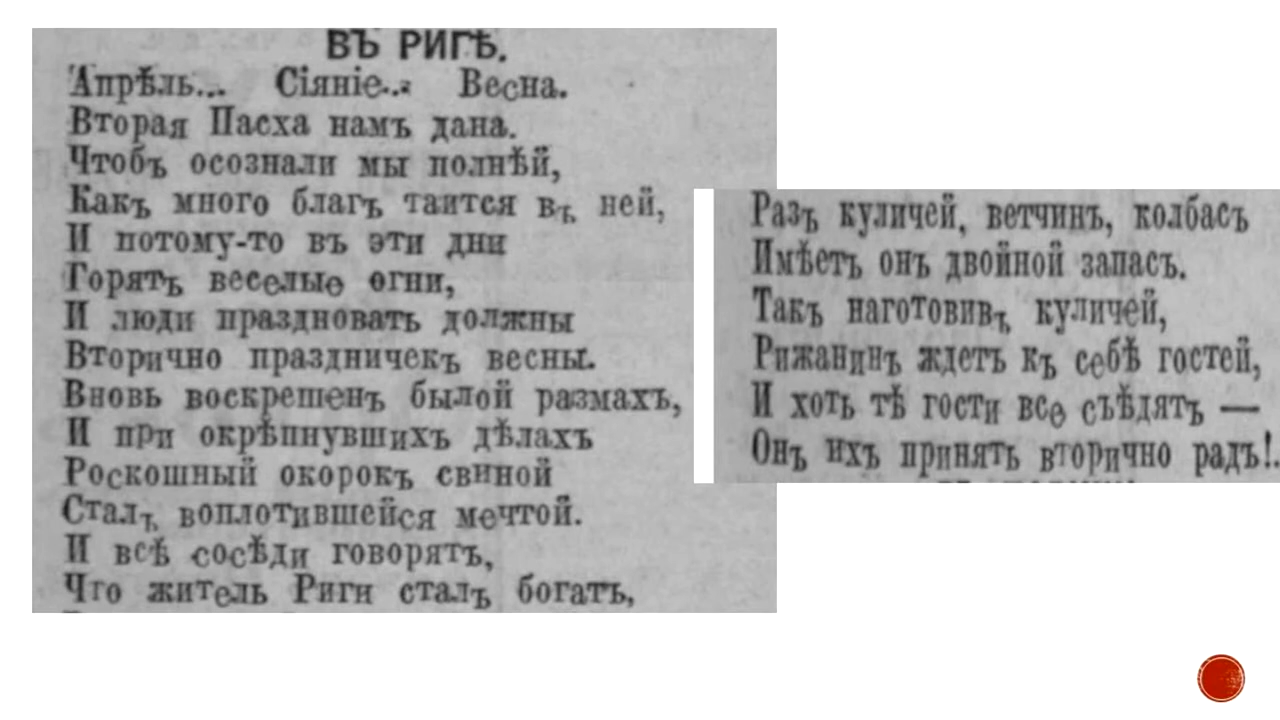 ВЪ РИГѢ.
Апрѣль... Сіяніе... Весна.
Вторая Пасха намъ дана.
Чтобъ осознали мы полнѣй,
Какъ много благъ таится въ ней,
И потому-то въ эти дни
Горятъ веселые огни,
И люди праздновать должны
Вторично праздничекъ весны.
Вновь воскрешенъ былой размахъ,
И при окрѣпнувшихъ дѣлахъ
Роскошный окорокъ свиной
Сталъ воплотившейся мечтой.
И всѣ сосѣди говорятъ,
Что житель Риги сталъ богатъ,
Разъ куличей, ветчинъ, колбасъ
Имѣетъ онъ двойной запасъ.
Такъ наготовивъ куличей,
Рижанинъ ждетъ къ себѣ гостей,
И хоть тѣ гости все съѣдятъ —
Онъ ихъ принять вторично радъ!.